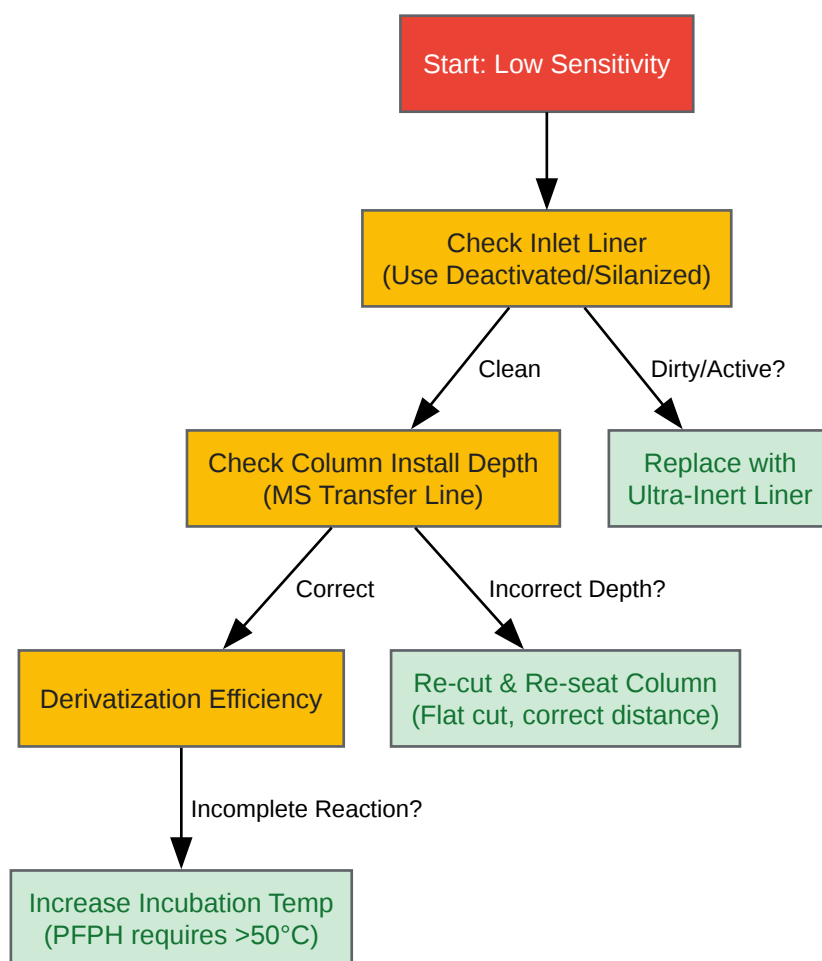 Start: Low Sensitivity
Check Inlet Liner
(Use Deactivated/Silanized)
Clean
Dirty/Active?
Check Column Install Depth
(MS Transfer Line)
Replace with
Ultra-Inert Liner
Correct
Incorrect Depth?
Derivatization Efficiency
Re-cut & Re-seat Column
(Flat cut, correct distance)
Incomplete Reaction?
Increase Incubation Temp
(PFPH requires >50°C)